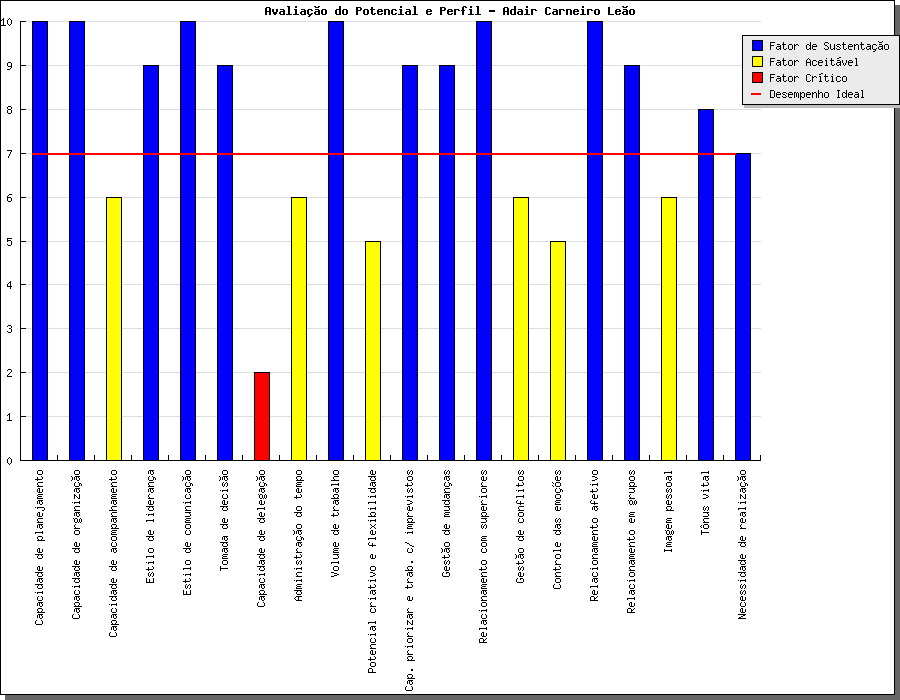 Avaliação do Potencial e Perfil - Adair Carneiro Leão
10
9
8
7
6
5
4
3
2
1
0
Fator de Sustentação
Fator Aceitável
Fator Crítico
Desempenho Ideal
Capacidade de planejamento
Capacidade de organização
Capacidade de acompanhamento
Estilo de liderança
Estilo de comunicação
Tomada de decisão
Capacidade de delegação
Administração do tempo
Volume de trabalho
Potencial criativo e flexibilidade
Cap. priorizar e trab. c/ imprevistos
Gestão de mudanças
Relacionamento com superiores
Gestão de conflitos
Controle das emoções
Relacionamento afetivo
Relacionamento em grupos
Imagem pessoal
Tônus vital
Necessidade de realização